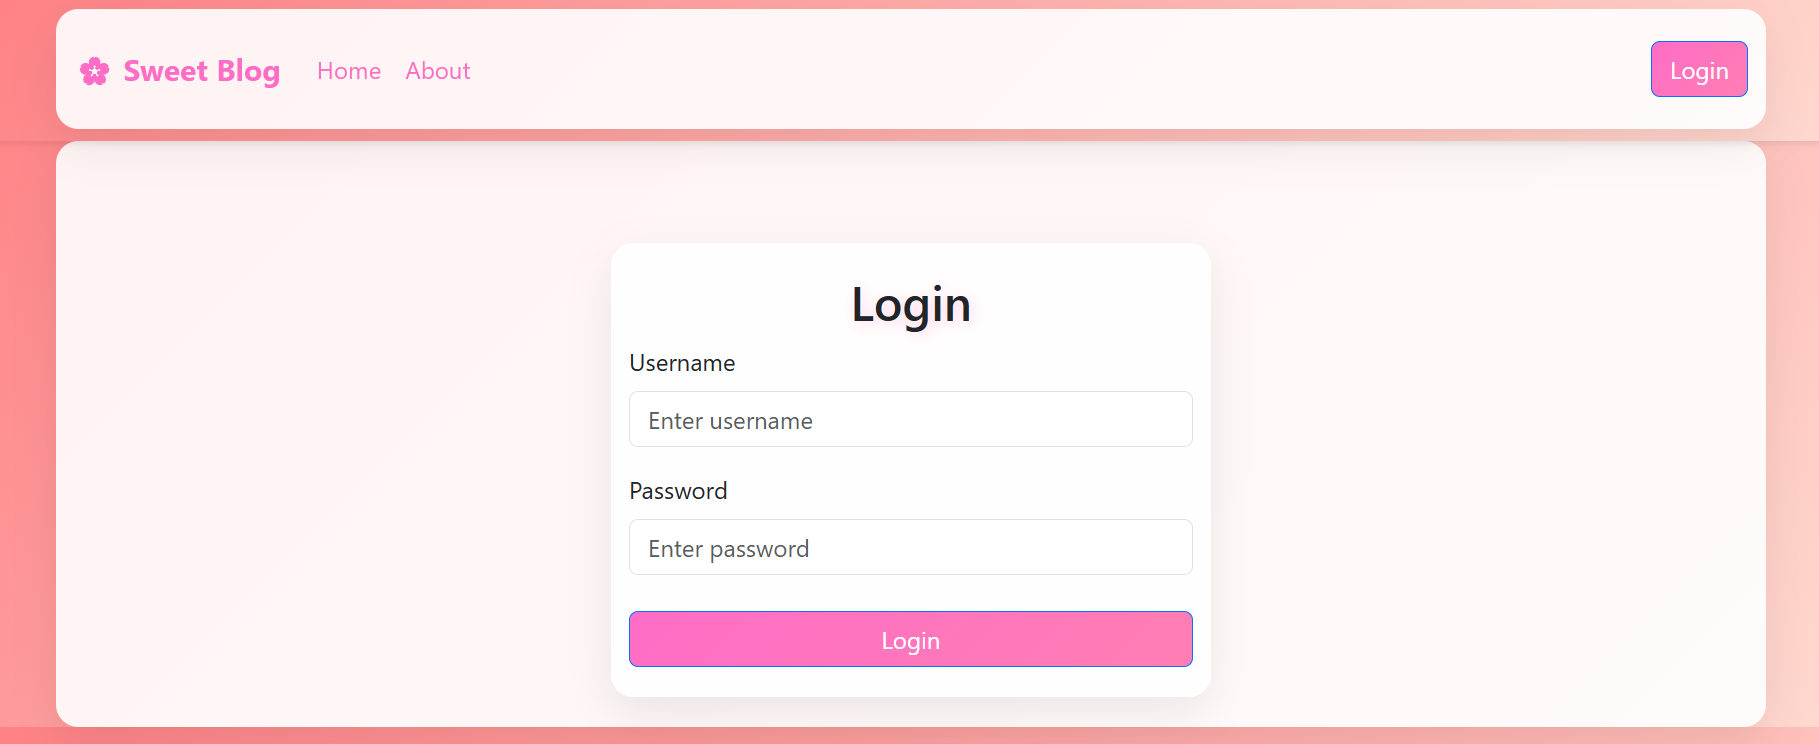 Sweet Blog Home About Login
Login
Username
Enter username
Password
Enter password
Login